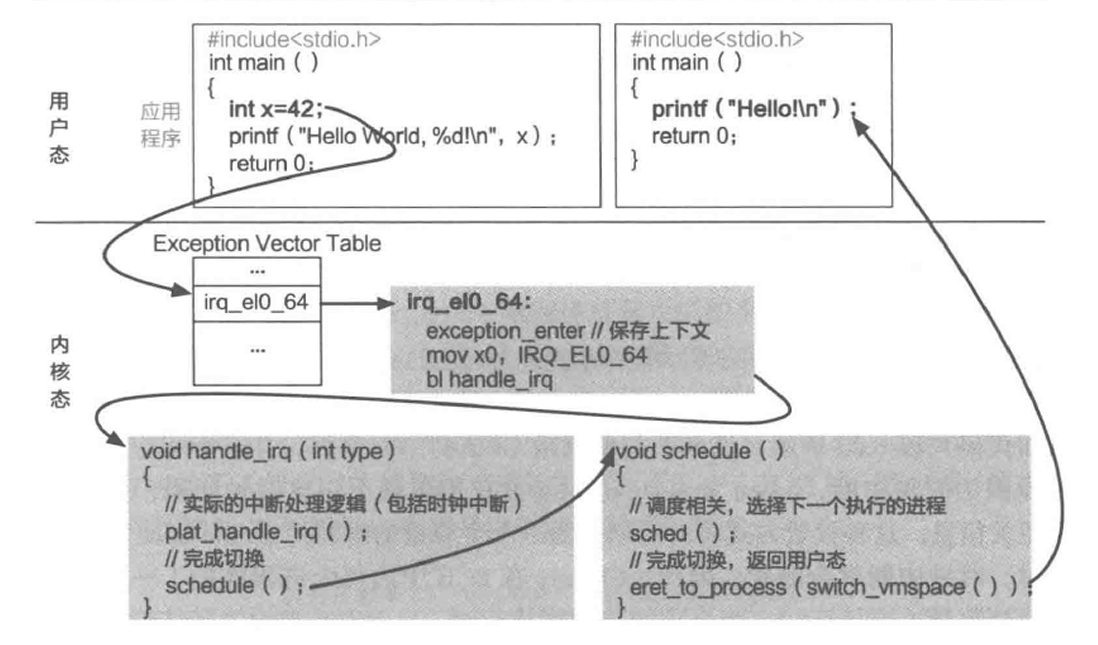 用户态
应用程序
#include<stdio.h>
int main ( )
{
int x=42;
printf ( "Hello World, %d!\n", x ) ;
return 0;
}
#include<stdio.h>
int main ( )
{
printf ( "Hello!\n" ) ;
return 0;
}
内核态
Exception Vector Table
...
irq_el0_64
...
irq_el0_64:
exception_enter // 保存上下文
mov x0, IRQ_EL0_64
bl handle_irq
void handle_irq ( int type )
{
// 实际的中断处理逻辑（包括时钟中断）
plat_handle_irq ( ) ;
// 完成切换
schedule ( ) ;
}
void schedule ( )
{
// 调度相关，选择下一个执行的进程
sched ( ) ;
// 完成切换，返回用户态
eret_to_process ( switch_vmspace ( ) ) ;
}